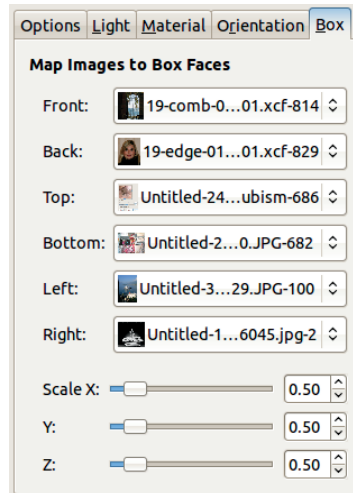 Options Light Material Orientation Box
Map Images to Box Faces
Front: 19-comb-0...01.xcf-814
Back: 19-edge-01...01.xcf-829
Top: Untitled-24...ubism-686
Bottom: Untitled-2...0.JPG-682
Left: Untitled-3...29.JPG-100
Right: Untitled-1...6045.jpg-2
Scale X: 0.50
Y: 0.50
Z: 0.50